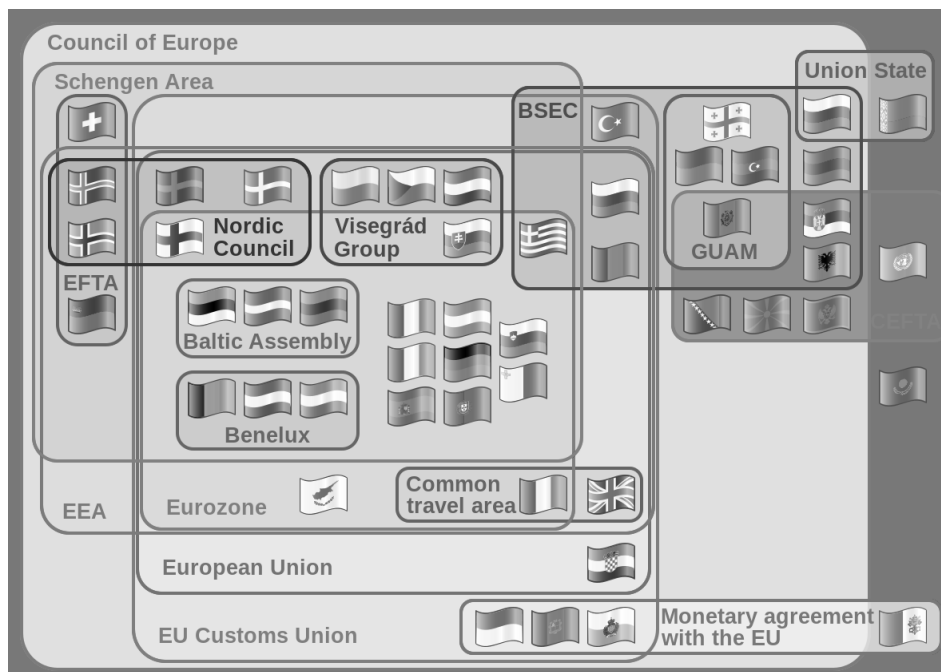 Council of Europe
Schengen Area
Union State
BSEC
Nordic
Council
Visegrád
Group
GUAM
EFTA
CEFTA
Baltic Assembly
Benelux
Common
travel area
EEA
Eurozone
European Union
EU Customs Union
Monetary agreement
with the EU